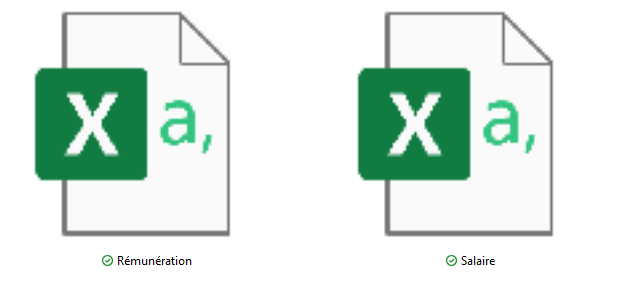 X a,
X a,
Rémunération
Salaire